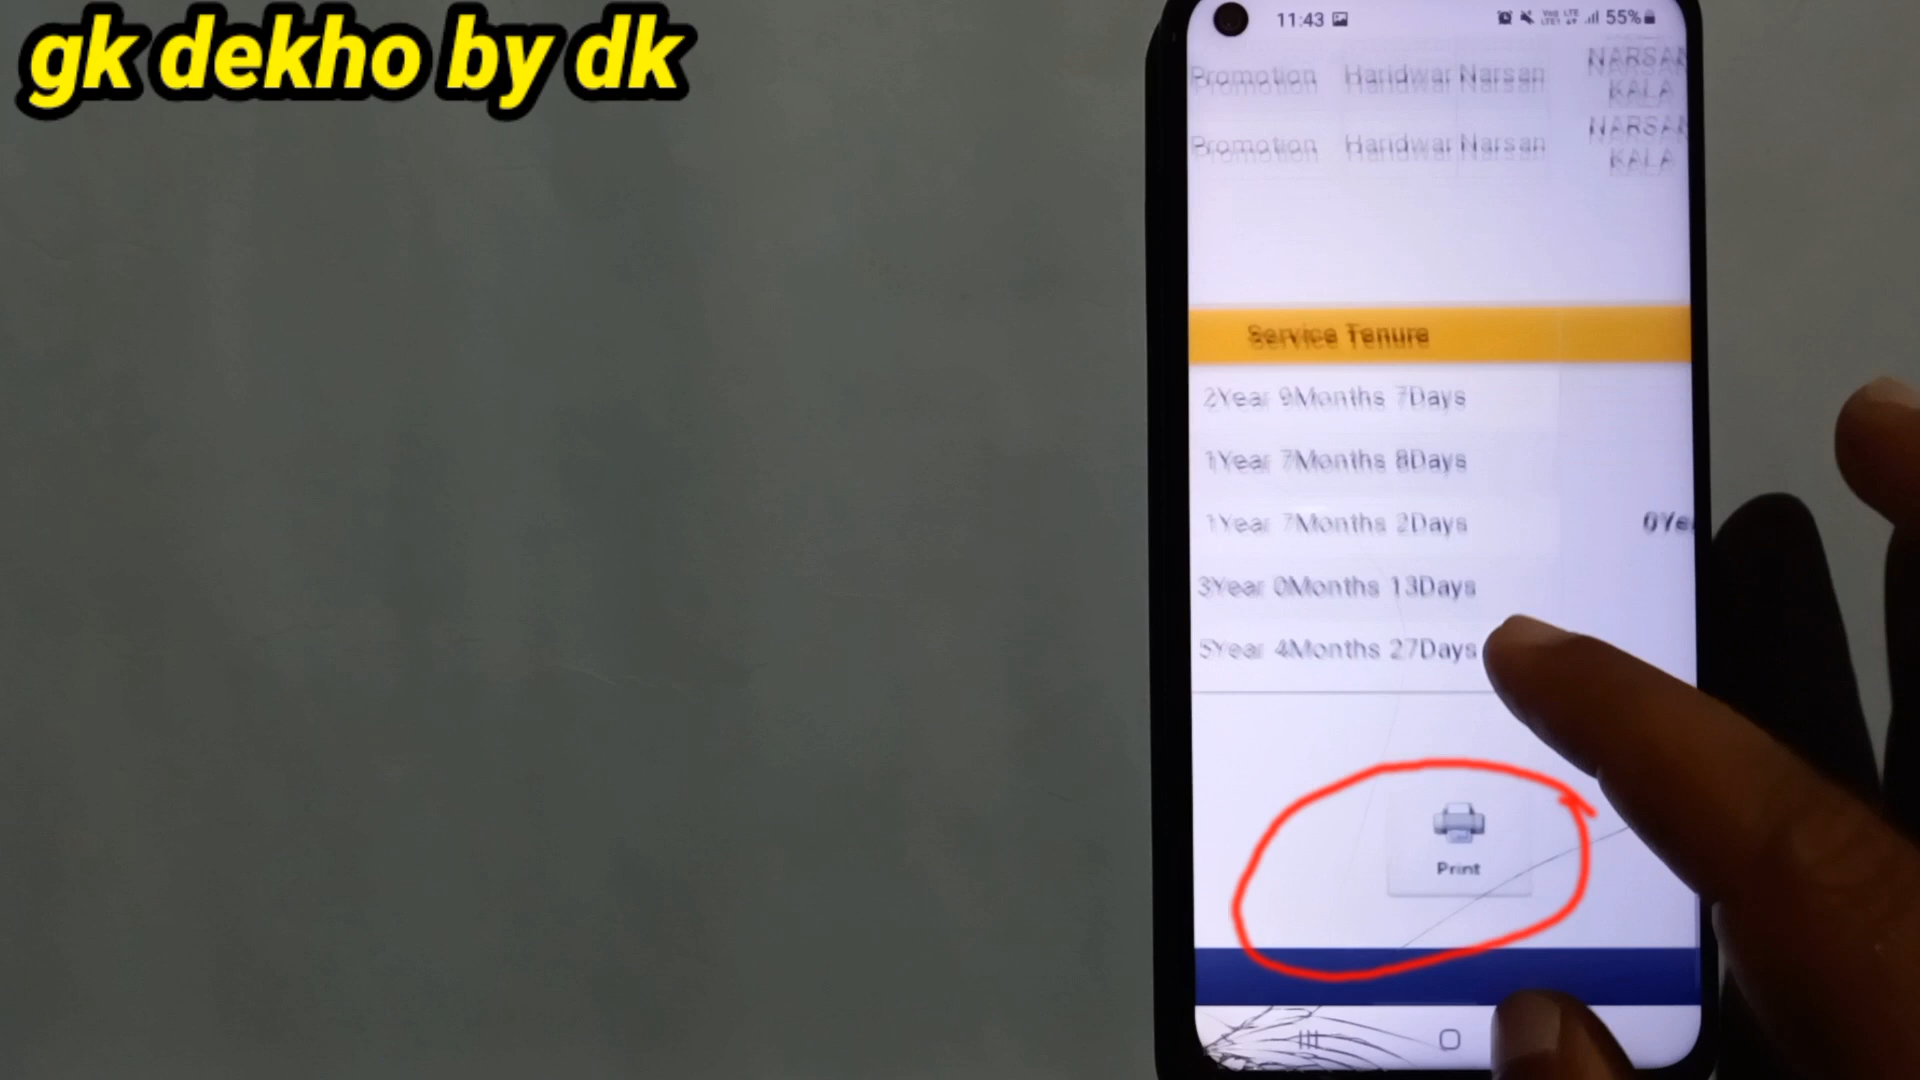 gk dekho by dk
11:43 55%
Promotion Haridwar Narsan NARSAN KALA
Promotion Haridwar Narsan NARSAN KALA
Service Tenure
2Year 9Months 7Days
1Year 7Months 8Days
1Year 7Months 2Days 0Yea
3Year 0Months 13Days
5Year 4Months 27Days
Print